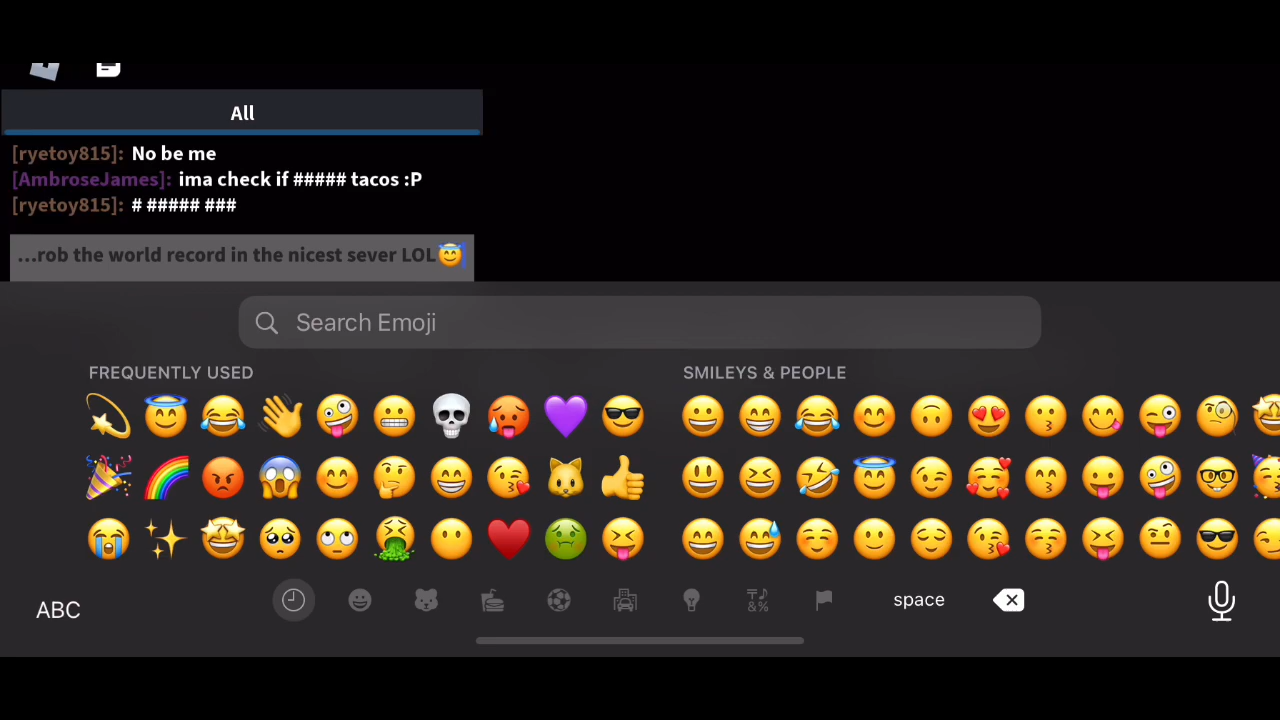 All
[ryetoy815]: No be me
[AmbroseJames]: ima check if ##### tacos :P
[ryetoy815]: # ##### ###
...rob the world record in the nicest sever LOL😇
Search Emoji
FREQUENTLY USED
SMILEYS & PEOPLE
ABC
space